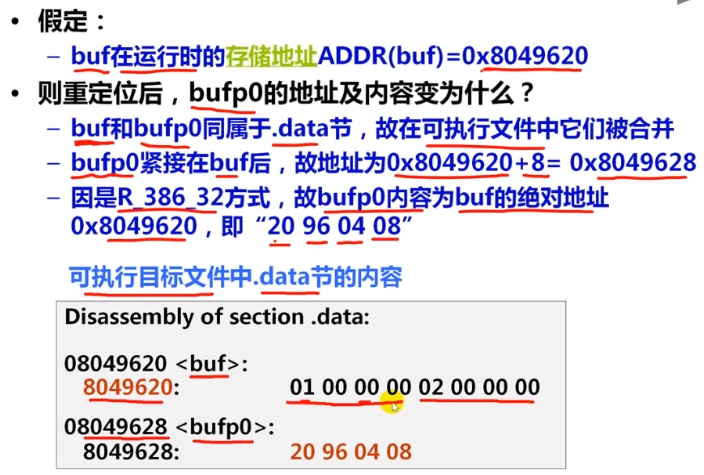 • 假定：
– buf在运行时的存储地址ADDR(buf)=0x8049620
• 则重定位后，bufp0的地址及内容变为什么？
– buf和bufp0同属于.data节，故在可执行文件中它们被合并
– bufp0紧接在buf后，故地址为0x8049620+8= 0x8049628
– 因是R_386_32方式，故bufp0内容为buf的绝对地址
0x8049620，即“20 96 04 08”
可执行目标文件中.data节的内容
Disassembly of section .data:
08049620 <buf>:
8049620: 01 00 00 00 02 00 00 00
08049628 <bufp0>:
8049628: 20 96 04 08